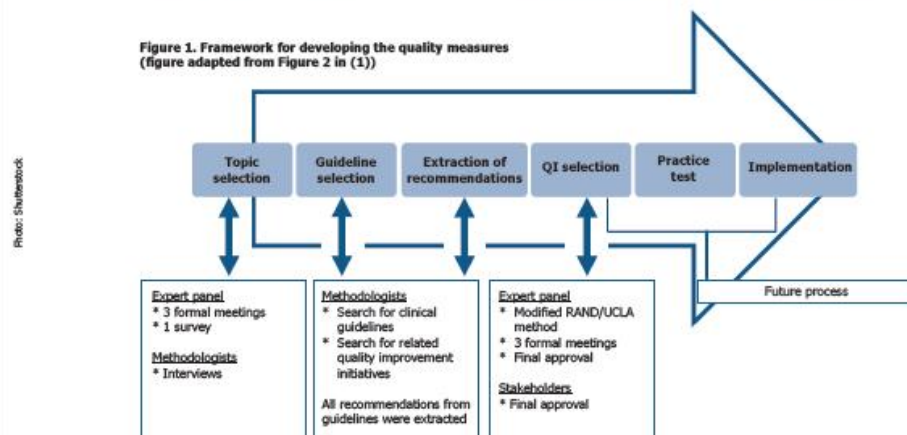 Figure 1. Framework for developing the quality measures
(figure adapted from Figure 2 in (1))
Photo: Shutterstock
Topic
selection
Guideline
selection
Extraction of
recommendations
QI selection
Practice
test
Implementation
Future process
Expert panel
* 3 formal meetings
* 1 survey
Methodologists
* Interviews
Methodologists
* Search for clinical
guidelines
* Search for related
quality improvement
initiatives
All recommendations from
guidelines were extracted
Expert panel
* Modified RAND/UCLA
method
* 3 formal meetings
* Final approval
Stakeholders
* Final approval